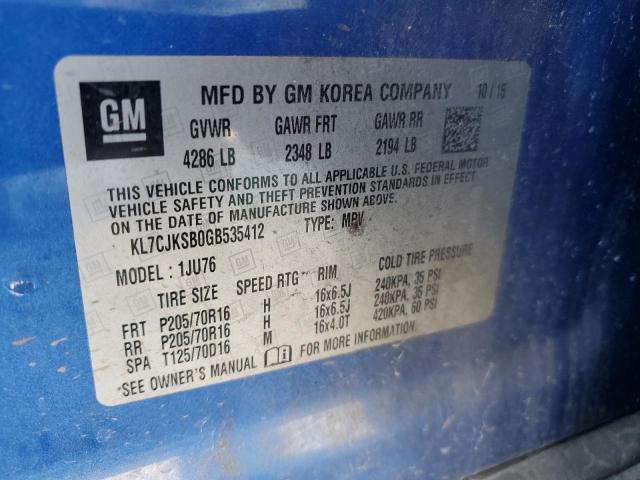 GM MFD BY GM KOREA COMPANY 10/15
GVWR GAWR FRT GAWR RR
4286 LB 2348 LB 2194 LB
THIS VEHICLE CONFORMS TO ALL APPLICABLE U.S. FEDERAL MOTOR
VEHICLE SAFETY AND THEFT PREVENTION STANDARDS IN EFFECT
ON THE DATE OF MANUFACTURE SHOWN ABOVE.
KL7CJKSB0GB535412 TYPE: MPV
MODEL : 1JU76
TIRE SIZE SPEED RTG RIM COLD TIRE PRESSURE
FRT P205/70R16 H 16x6.5J 240KPA, 35 PSI
RR P205/70R16 H 16x6.5J 240KPA, 35 PSI
SPA T125/70D16 M 16x4.0T 420KPA, 60 PSI
SEE OWNER'S MANUAL FOR MORE INFORMATION.